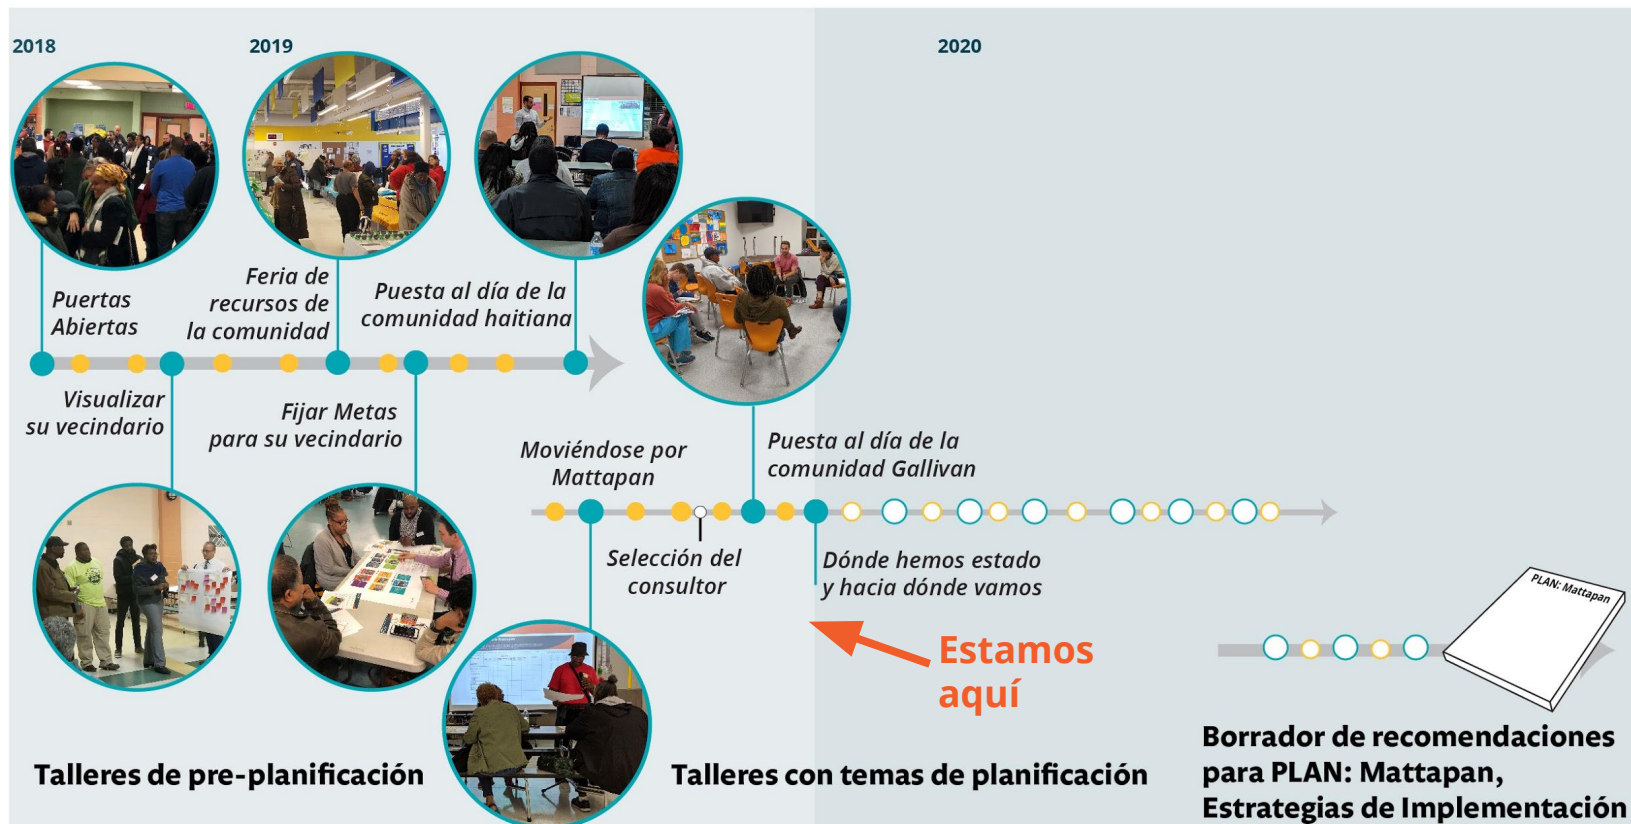 2018
2019
2020
Puertas
Abiertas
Feria de
recursos de
la comunidad
Puesta al día de la
comunidad haitiana
Visualizar
su vecindario
Fijar Metas
para su vecindario
Moviéndose por
Mattapan
Puesta al día de la
comunidad Gallivan
Selección del
consultor
Dónde hemos estado
y hacia dónde vamos
Estamos
aquí
PLAN: Mattapan
Talleres de pre-planificación
Talleres con temas de planificación
Borrador de recomendaciones
para PLAN: Mattapan,
Estrategias de Implementación